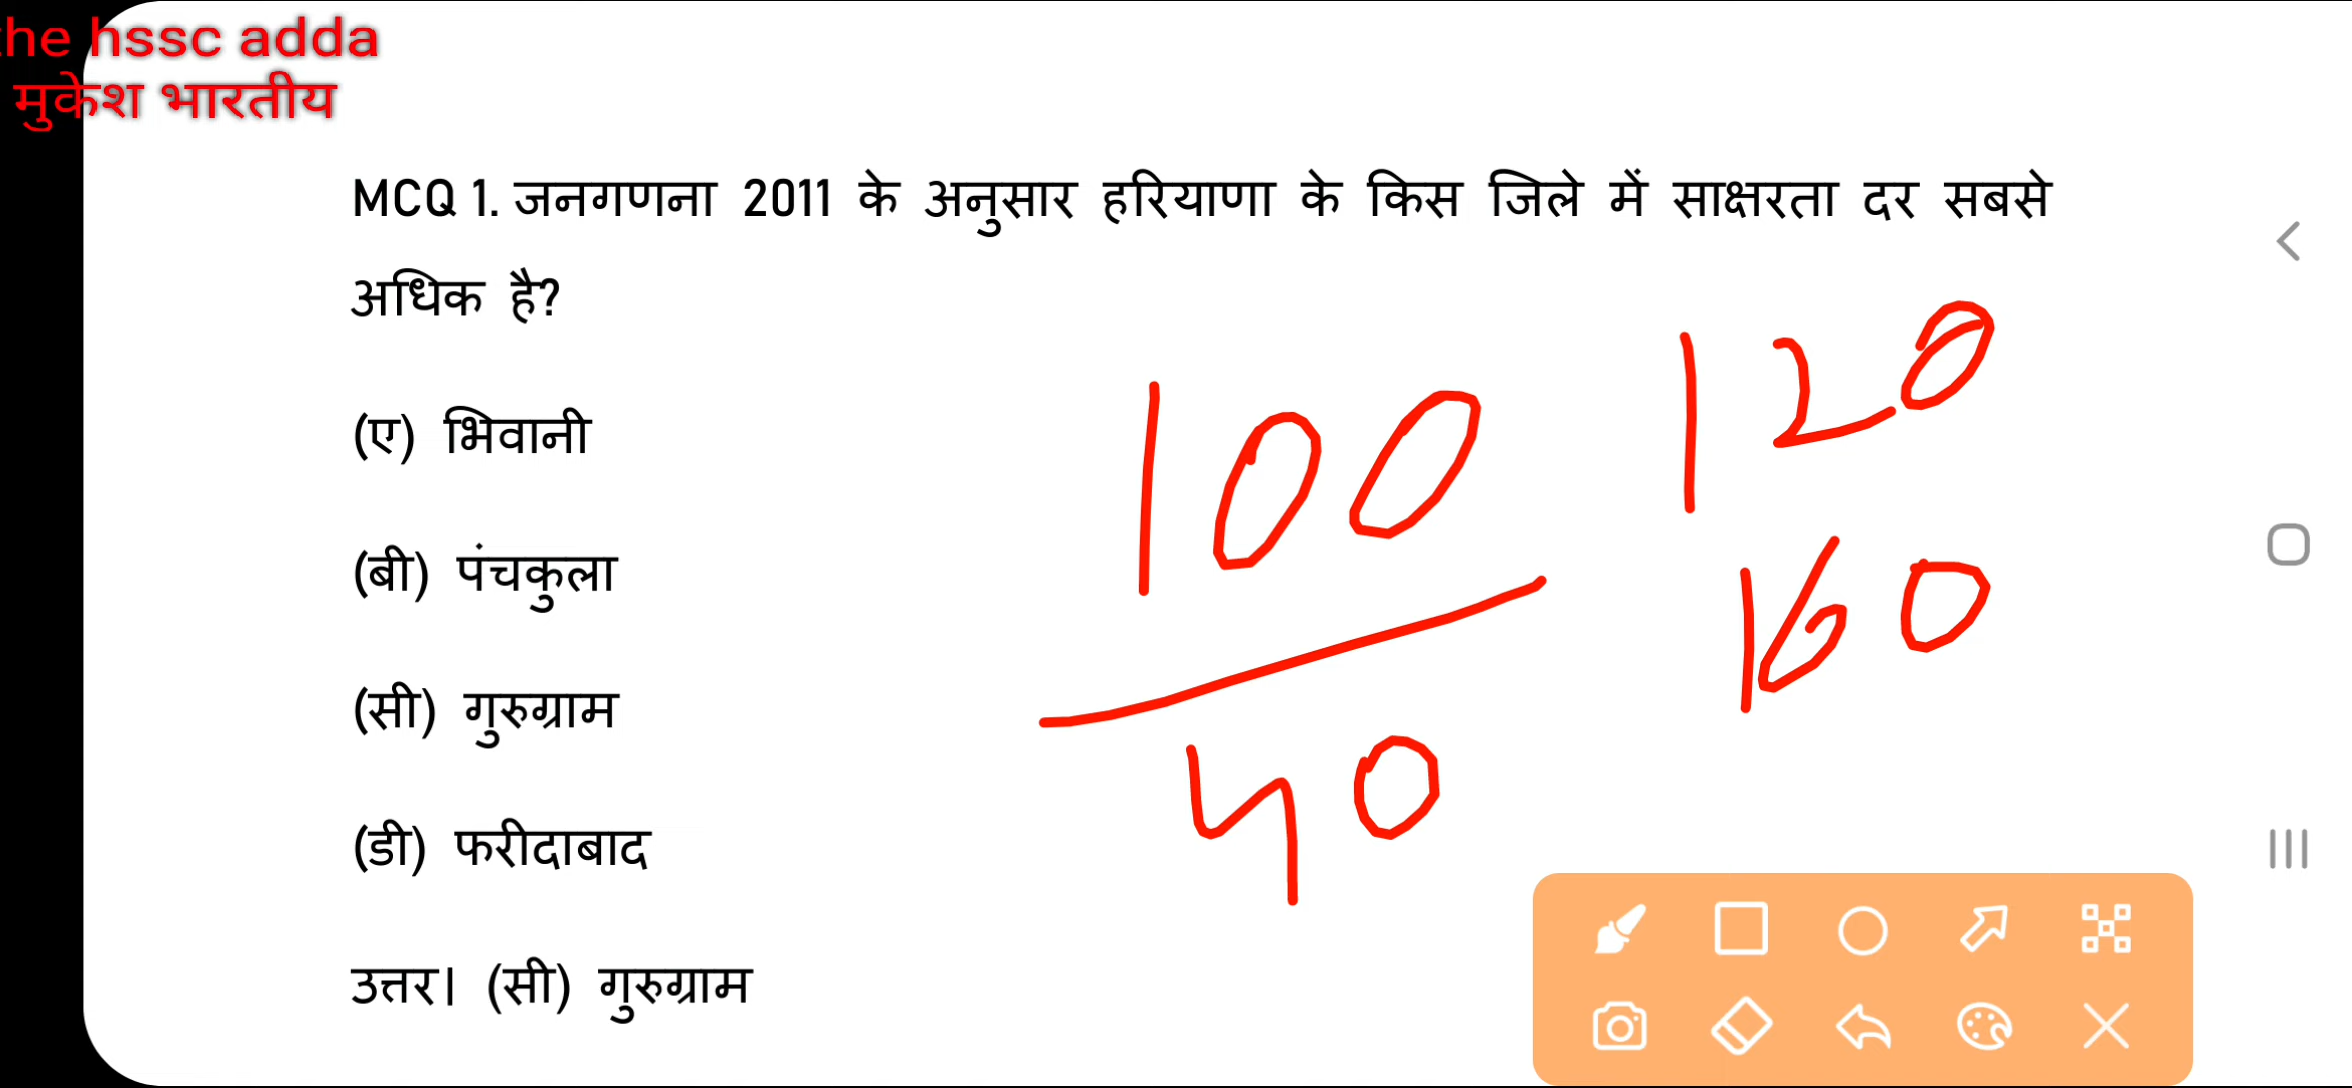 the hssc adda
मुकेश भारतीय
MCQ 1. जनगणना 2011 के अनुसार हरियाणा के किस जिले में साक्षरता दर सबसे
अधिक है?
(ए) भिवानी
(बी) पंचकुला
(सी) गुरुग्राम
(डी) फरीदाबाद
उत्तर। (सी) गुरुग्राम
100
40
120
160